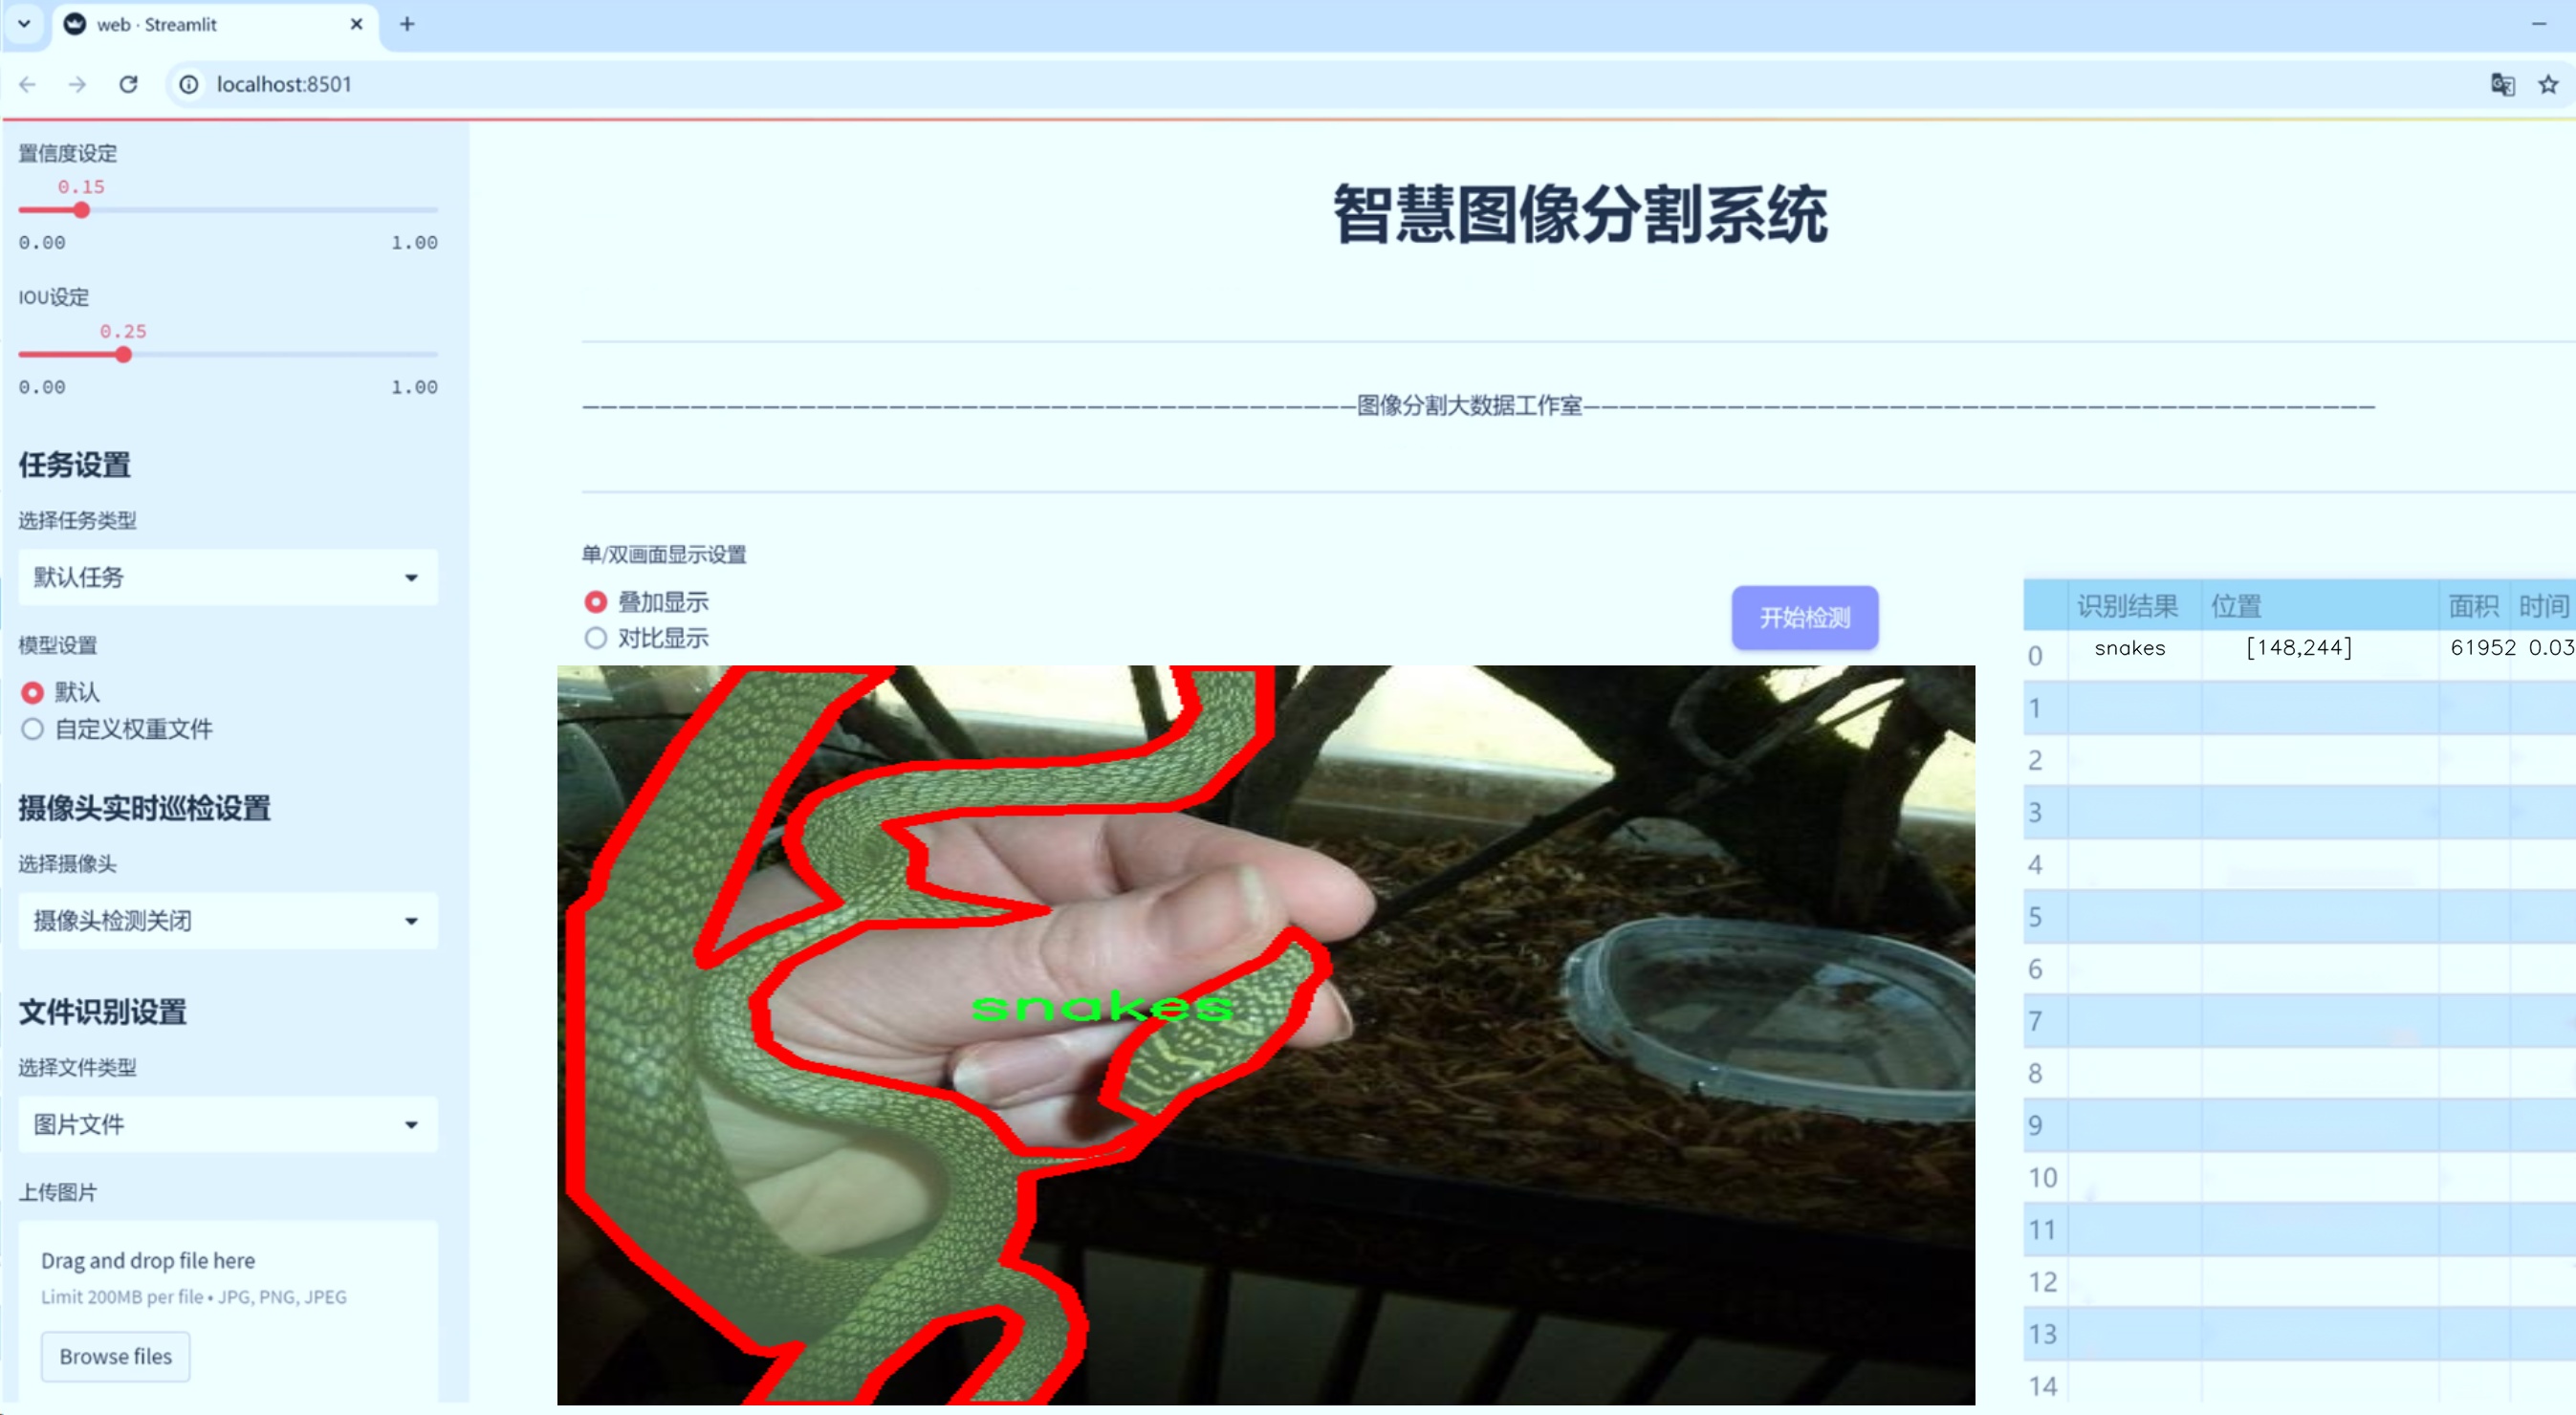 web · Streamlit
localhost:8501
置信度设定
0.15
0.00 1.00
IOU设定
0.25
0.00 1.00
任务设置
选择任务类型
默认任务
模型设置
默认
自定义权重文件
摄像头实时巡检设置
选择摄像头
摄像头检测关闭
文件识别设置
选择文件类型
图片文件
上传图片
Drag and drop file here
Limit 200MB per file • JPG, PNG, JPEG
Browse files
智慧图像分割系统
———————————————————————————————————————————图像分割大数据工作室————————————————————————————————————————————
单/双画面显示设置
叠加显示
对比显示
开始检测
snakes
识别结果 位置 面积 时间
0 snakes [148,244] 61952 0.03
1
2
3
4
5
6
7
8
9
10
11
12
13
14